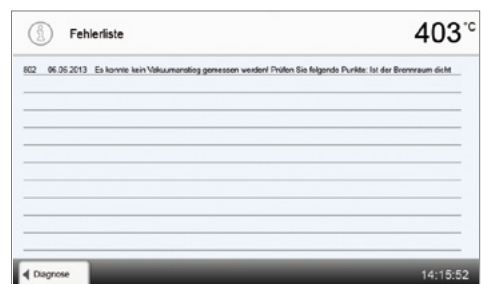 Fehlerliste
403 °C
802 06.06.2013 Es konnte kein Vakuumanstieg gemessen werden! Prüfen Sie folgende Punkte: Ist der Brennraum dicht
Diagnose
14:15:52